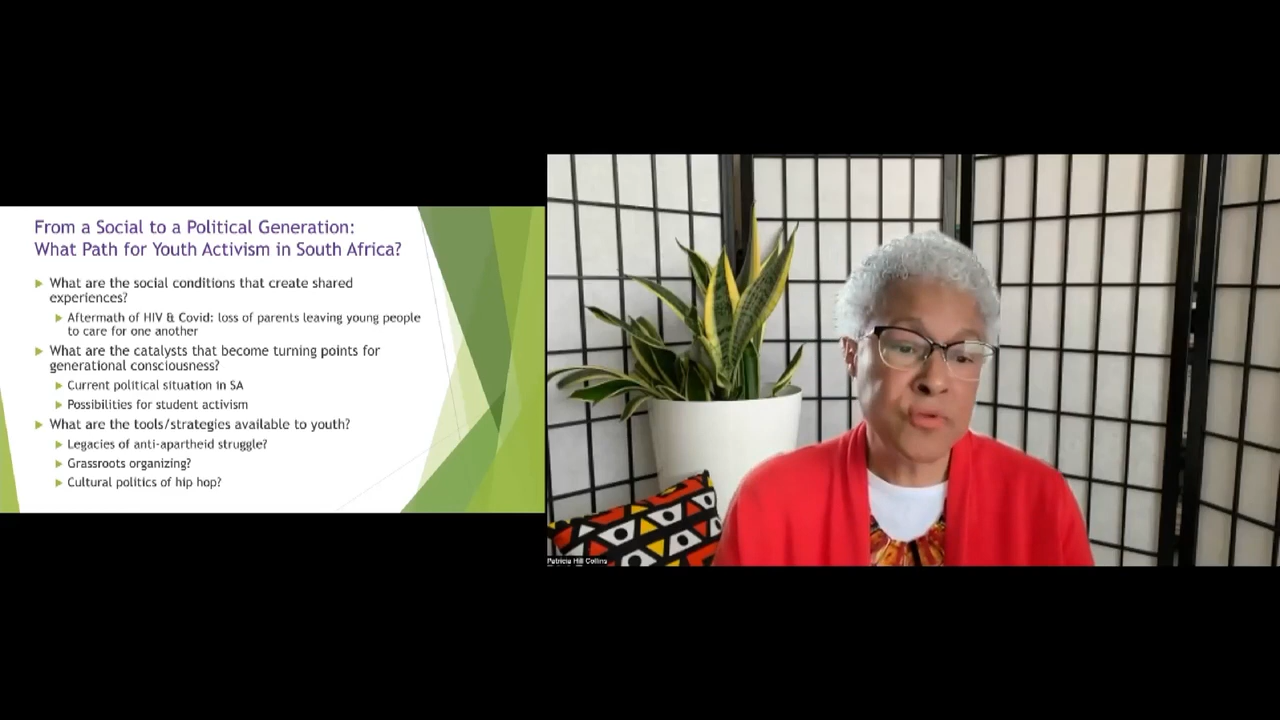 From a Social to a Political Generation:
What Path for Youth Activism in South Africa?
What are the social conditions that create shared
experiences?
Aftermath of HIV & Covid: loss of parents leaving young people
to care for one another
What are the catalysts that become turning points for
generational consciousness?
Current political situation in SA
Possibilities for student activism
What are the tools/strategies available to youth?
Legacies of anti-apartheid struggle?
Grassroots organizing?
Cultural politics of hip hop?
Patricia Hill Collins